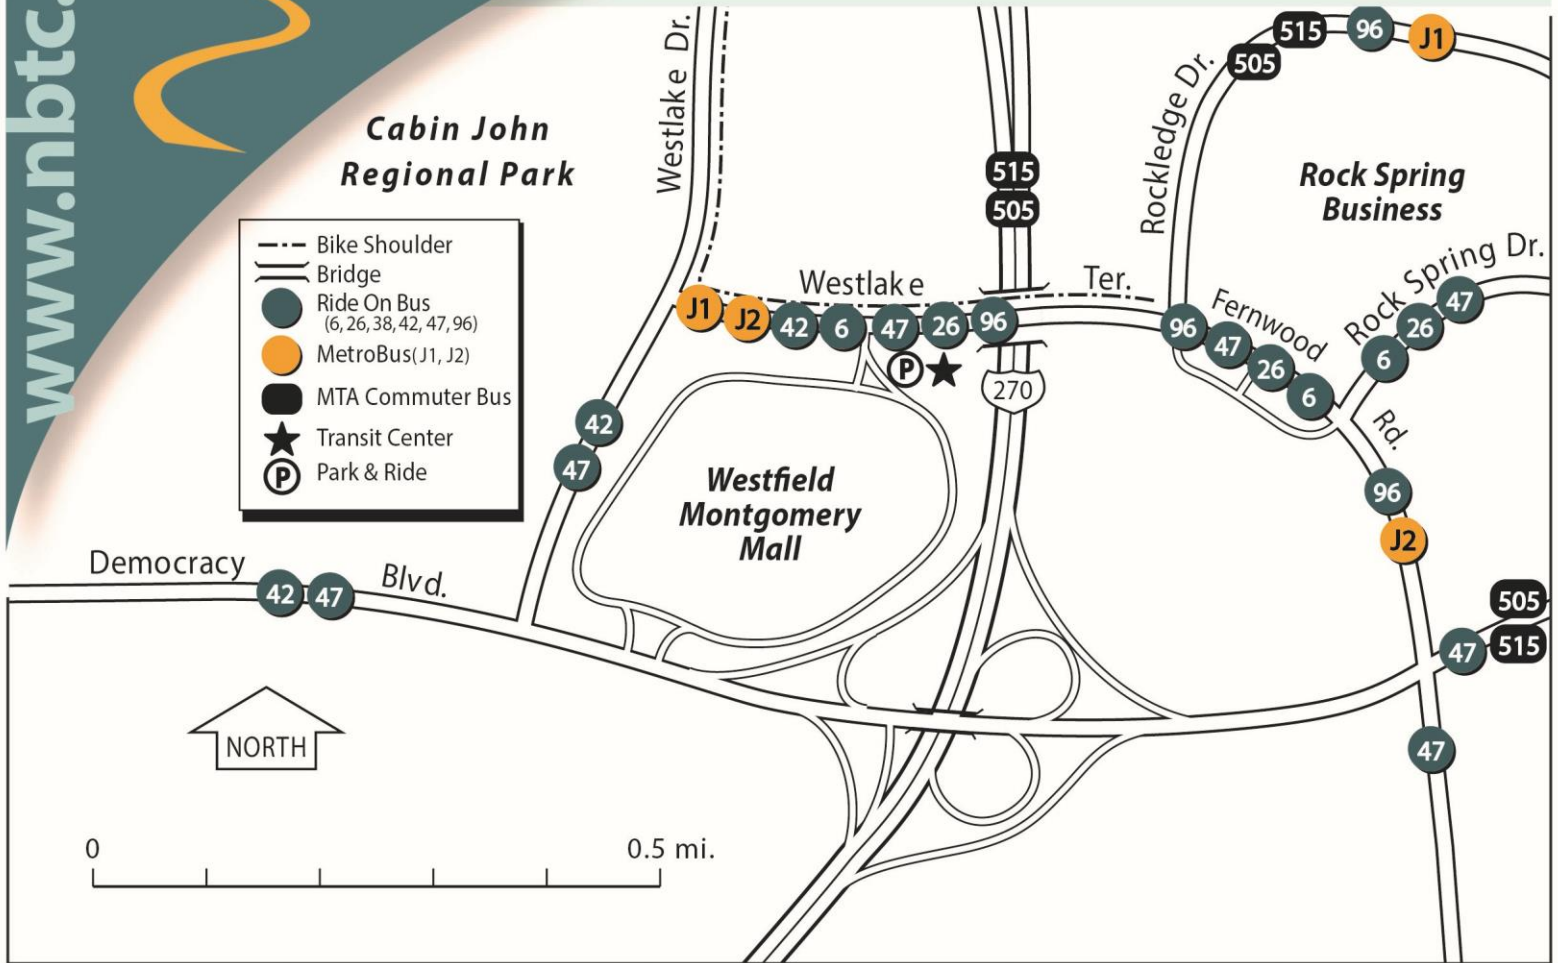 www.nbtc.
Cabin John
Regional Park
Westlake Dr.
Bike Shoulder
Bridge
Ride On Bus
(6, 26, 38, 42, 47, 96)
MetroBus (J1, J2)
MTA Commuter Bus
Transit Center
P Park & Ride
515
505
270
Westlake Ter.
J1 J2 42 6 47 26 96
P
Rockledge Dr.
505 515 96 J1
Rock Spring
Business
Fernwood Rd.
96 47 26 6
Rock Spring Dr.
6 26 47
96
J2
42
47
Westfield
Montgomery
Mall
Democracy Blvd.
42 47
505
47 515
47
NORTH
0 0.5 mi.